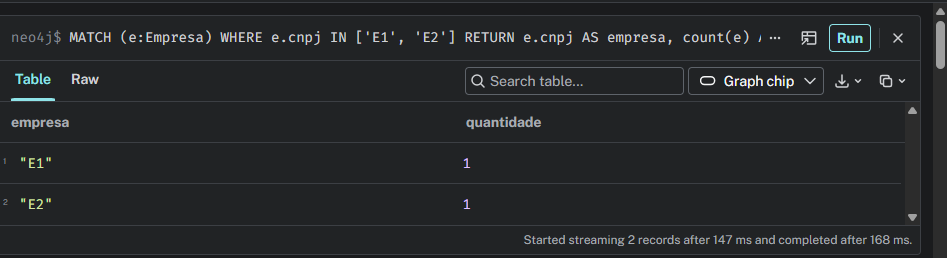 neo4j$ MATCH (e:Empresa) WHERE e.cnpj IN ['E1', 'E2'] RETURN e.cnpj AS empresa, count(e) ⋯ Run
Table Raw Search table... Graph chip
empresa quantidade
1 "E1" 1
2 "E2" 1
Started streaming 2 records after 147 ms and completed after 168 ms.